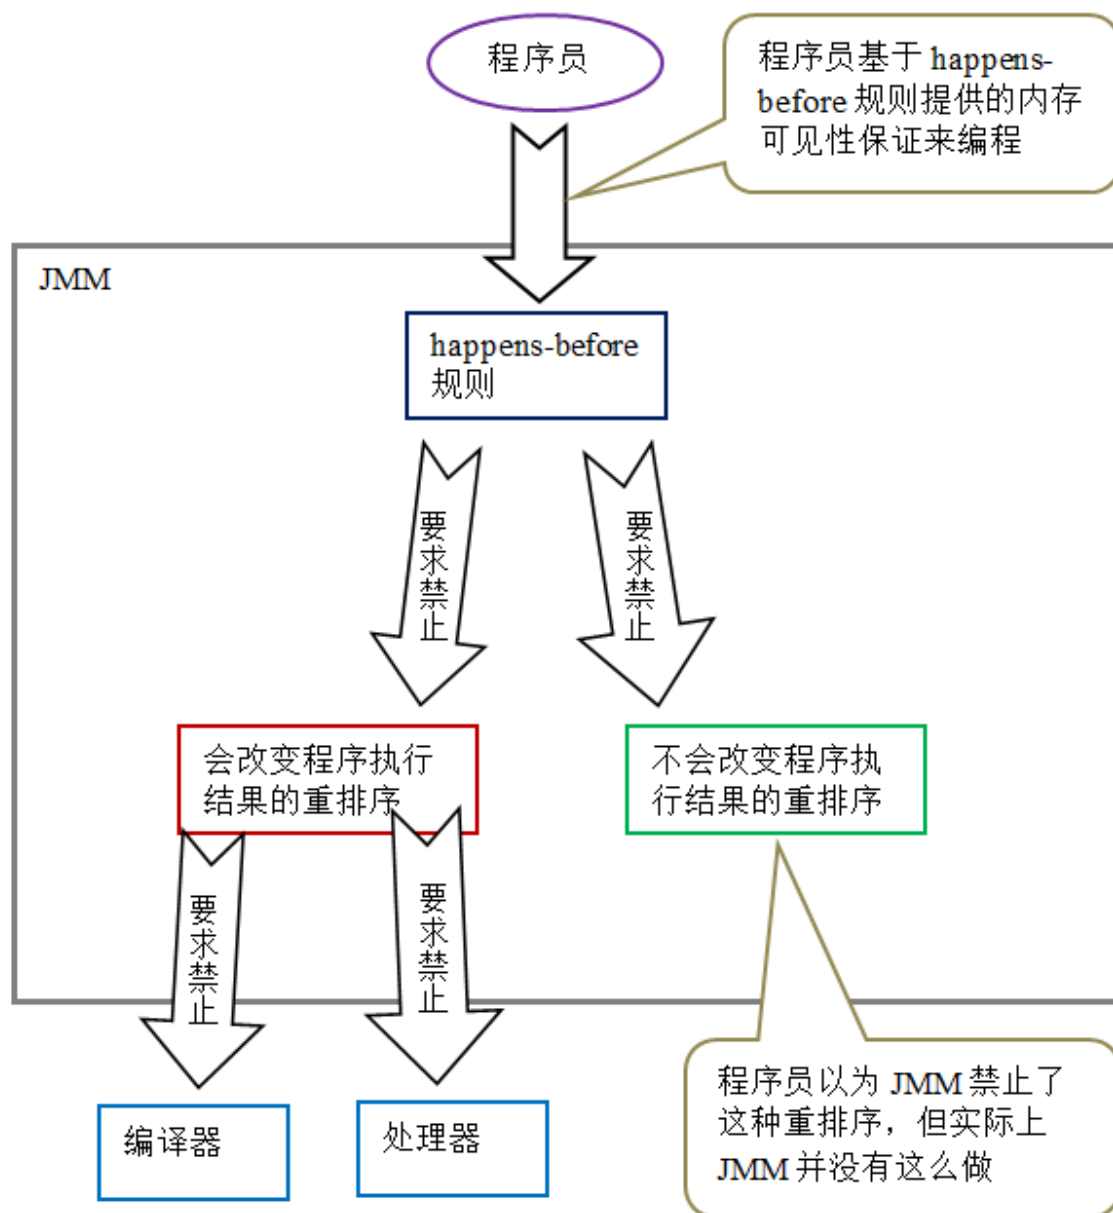 程序员
程序员基于 happens-
before 规则提供的内存
可见性保证来编程
JMM
happens-before
规则
要求禁止
要求禁止
会改变程序执行
结果的重排序
不会改变程序执
行结果的重排序
要求禁止
要求禁止
编译器
处理器
程序员以为 JMM 禁止了
这种重排序，但实际上
JMM 并没有这么做